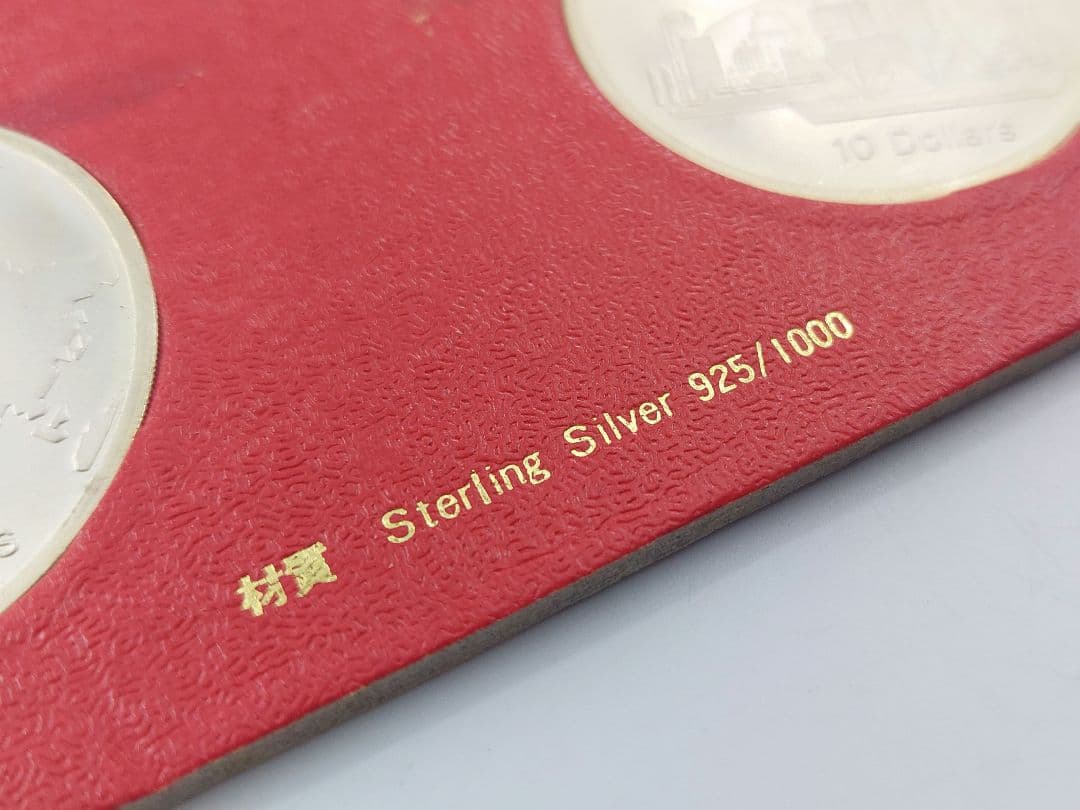 10 Dollars
材質 Sterling Silver 925/1000
s